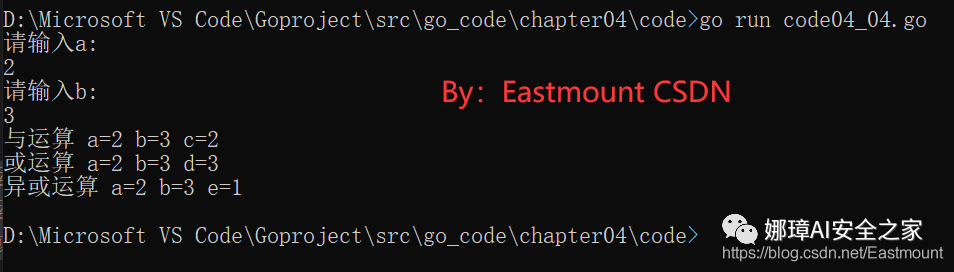 D:\Microsoft VS Code\Goproject\src\go_code\chapter04\code>go run code04_04.go
请输入a:
2
请输入b:
3
与运算 a=2 b=3 c=2
或运算 a=2 b=3 d=3
异或运算 a=2 b=3 e=1
By：Eastmount CSDN
D:\Microsoft VS Code\Goproject\src\go_code\chapter04\code>
娜璋AI安全之家
https://blog.csdn.net/Eastmount